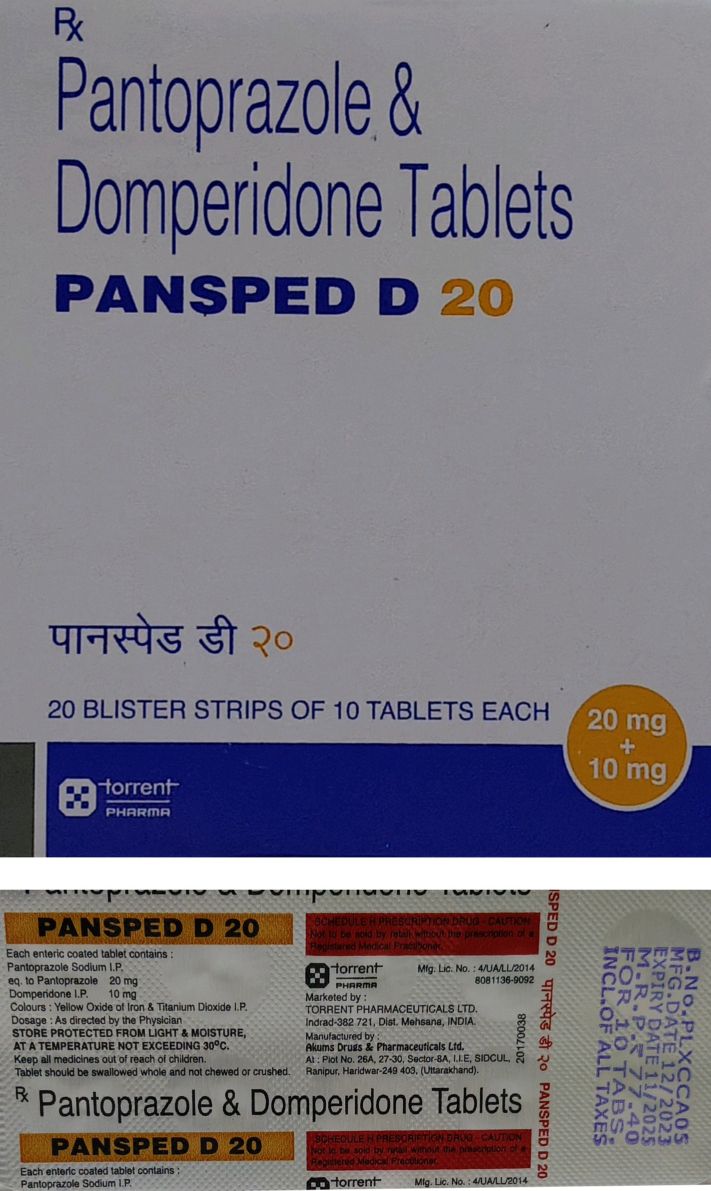 Rx
Pantoprazole &
Domperidone Tablets
PANSPED D 20
पानस्पेड डी २०
20 BLISTER STRIPS OF 10 TABLETS EACH
20 mg
+
10 mg
torrent
PHARMA
Pantoprazole & Domperidone Tablets
PANSPED D 20
Each enteric coated tablet contains :
Pantoprazole Sodium I.P.
eq. to Pantoprazole 20 mg
Domperidone I.P. 10 mg
Colours : Yellow Oxide of Iron & Titanium Dioxide I.P.
Dosage : As directed by the Physician
STORE PROTECTED FROM LIGHT & MOISTURE,
AT A TEMPERATURE NOT EXCEEDING 30°C.
Keep all medicines out of reach of children.
Tablet should be swallowed whole and not chewed or crushed.
SCHEDULE H PRESCRIPTION DRUG - CAUTION
Not to be sold by retail without the prescription of a
Registered Medical Practitioner.
torrent
PHARMA
Mfg. Lic. No. : 4/UA/LL/2014
8081136-9092
Marketed by :
TORRENT PHARMACEUTICALS LTD.
Indrad-382 721, Dist. Mehsana, INDIA.
Manufactured by :
Akums Drugs & Pharmaceuticals Ltd.
At : Plot No. 26A, 27-30, Sector-8A, I.I.E, SIDCUL,
Ranipur, Haridwar-249 403, (Uttarakhand).
20170038
SPED D 20 पानस्पेड डी २० PANSPED D 20
B.No.PLXCCA05
MFG.DATE 12/2023
EXPIRY DATE 11/2025
M.R.P.₹ 77.40
FOR 10 TABS.
INCL.OF ALL TAXES
Rx Pantoprazole & Domperidone Tablets
PANSPED D 20
Each enteric coated tablet contains :
Pantoprazole Sodium I.P.
SCHEDULE H PRESCRIPTION DRUG - CAUTION
Not to be sold by retail without the prescription of a
Registered Medical Practitioner.
torrent
Mfg. Lic. No. : 4/UA/LL/2014